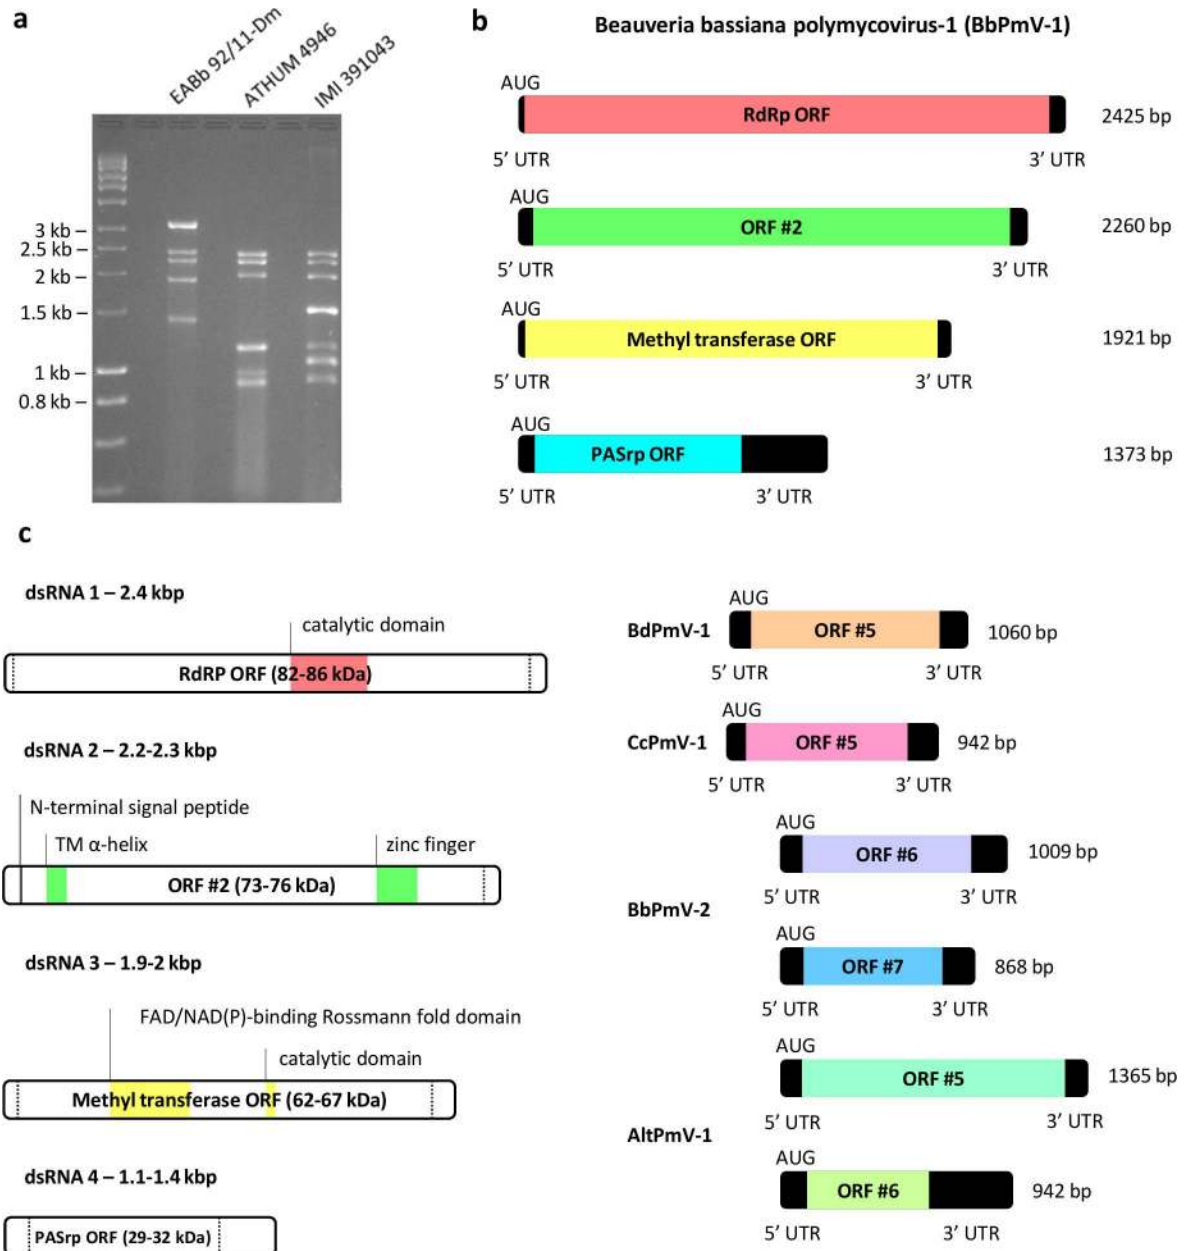 a
EABb 92/11-Dm
ATHUM 4946
IMI 391043
3 kb –
2.5 kb –
2 kb –
1.5 kb –
1 kb –
0.8 kb –
b
Beauveria bassiana polymycovirus-1 (BbPmV-1)
AUG
RdRp ORF
2425 bp
5’ UTR
3’ UTR
AUG
ORF #2
2260 bp
5’ UTR
3’ UTR
AUG
Methyl transferase ORF
1921 bp
5’ UTR
3’ UTR
AUG
PASrp ORF
1373 bp
5’ UTR
3’ UTR
c
dsRNA 1 – 2.4 kbp
catalytic domain
RdRP ORF (82-86 kDa)
dsRNA 2 – 2.2-2.3 kbp
N-terminal signal peptide
TM α-helix
zinc finger
ORF #2 (73-76 kDa)
dsRNA 3 – 1.9-2 kbp
FAD/NAD(P)-binding Rossmann fold domain
catalytic domain
Methyl transferase ORF (62-67 kDa)
dsRNA 4 – 1.1-1.4 kbp
PASrp ORF (29-32 kDa)
AUG
BdPmV-1
ORF #5
1060 bp
5’ UTR
3’ UTR
AUG
CcPmV-1
ORF #5
942 bp
5’ UTR
3’ UTR
AUG
ORF #6
1009 bp
5’ UTR
3’ UTR
BbPmV-2
AUG
ORF #7
868 bp
5’ UTR
3’ UTR
AUG
ORF #5
1365 bp
5’ UTR
3’ UTR
AltPmV-1
AUG
ORF #6
942 bp
5’ UTR
3’ UTR